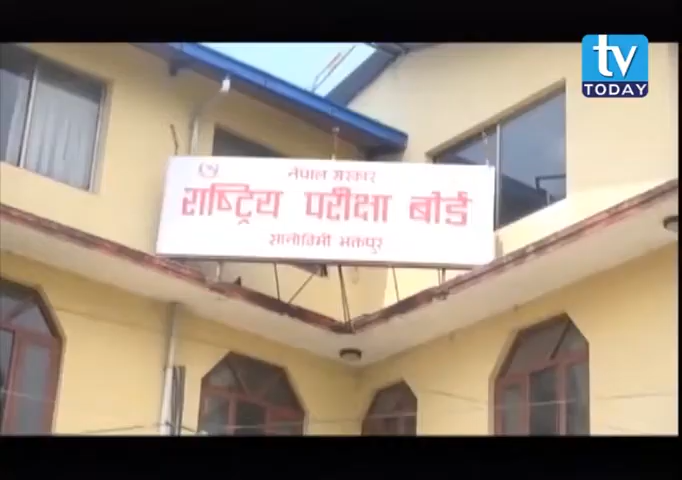 tv
TODAY
नेपाल सरकार
राष्ट्रिय परीक्षा बोर्ड
सानोठिमी भक्तपुर